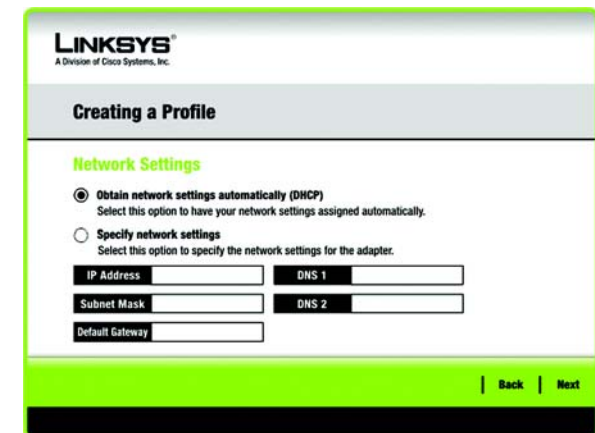 LINKSYS®
A Division of Cisco Systems, Inc.
Creating a Profile
Network Settings
Obtain network settings automatically (DHCP)
Select this option to have your network settings assigned automatically.
Specify network settings
Select this option to specify the network settings for the adapter.
IP Address DNS 1
Subnet Mask DNS 2
Default Gateway
Back Next